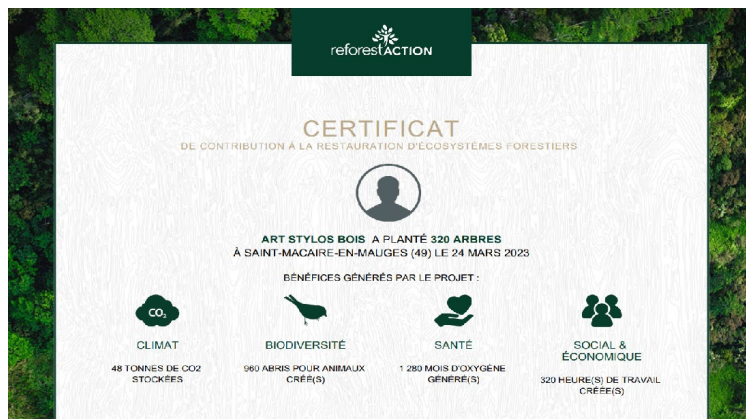 reforestACTION
CERTIFICAT
DE CONTRIBUTION À LA RESTAURATION D'ÉCOSYSTÈMES FORESTIERS
ART STYLOS BOIS A PLANTÉ 320 ARBRES
À SAINT-MACAIRE-EN-MAUGES (49) LE 24 MARS 2023
BÉNÉFICES GÉNÉRÉS PAR LE PROJET :
CO2
CLIMAT
48 TONNES DE CO2
STOCKÉES
BIODIVERSITÉ
960 ABRIS POUR ANIMAUX
CRÉÉ(S)
SANTÉ
1 280 MOIS D'OXYGÈNE
GÉNÉRÉ(S)
SOCIAL &
ÉCONOMIQUE
320 HEURE(S) DE TRAVAIL
CRÉÉE(S)